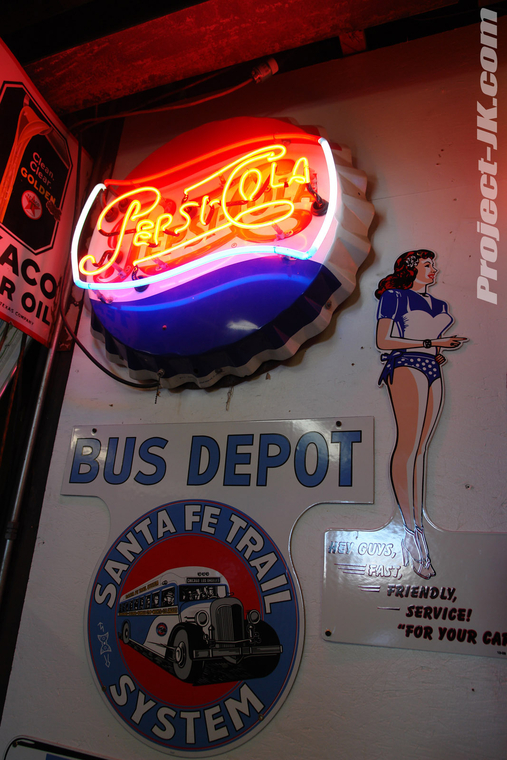 Project-JK.com
PEPSI-COLA
Clean,
Clear,
GOLDEN
ACO
R OIL
BUS DEPOT
SANTA FE TRAIL
SYSTEM
HEY GUYS,
FAST,
FRIENDLY,
SERVICE!
"FOR YOUR CAR